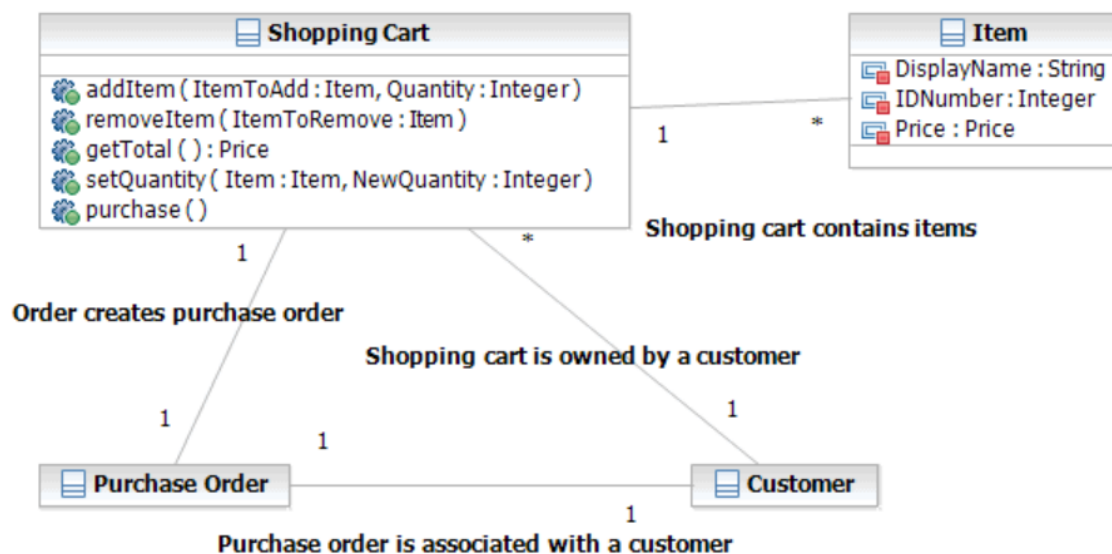 Shopping Cart
addItem ( ItemToAdd : Item, Quantity : Integer )
removeItem ( ItemToRemove : Item )
getTotal ( ) : Price
setQuantity ( Item : Item, NewQuantity : Integer )
purchase ( )
Item
DisplayName : String
IDNumber : Integer
Price : Price
1
*
Shopping cart contains items
1
*
Order creates purchase order
Shopping cart is owned by a customer
1
1
1
Purchase Order
Customer
1
Purchase order is associated with a customer